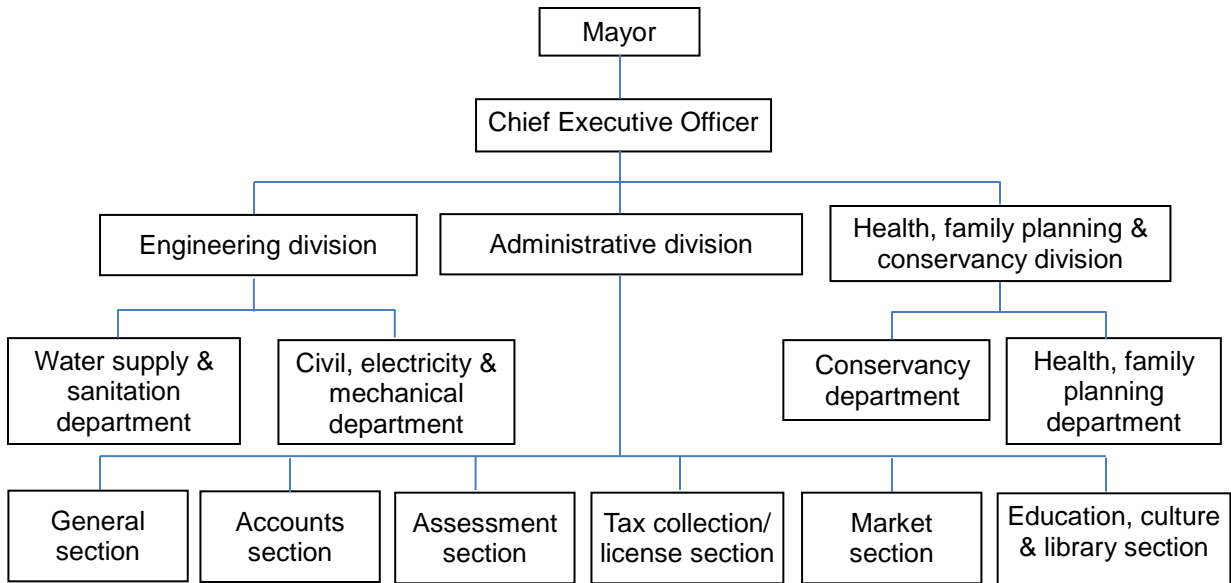 Mayor
Chief Executive Officer
Engineering division
Administrative division
Health, family planning &
conservancy division
Water supply &
sanitation
department
Civil, electricity &
mechanical
department
Conservancy
department
Health, family
planning
department
General
section
Accounts
section
Assessment
section
Tax collection/
license section
Market
section
Education, culture
& library section